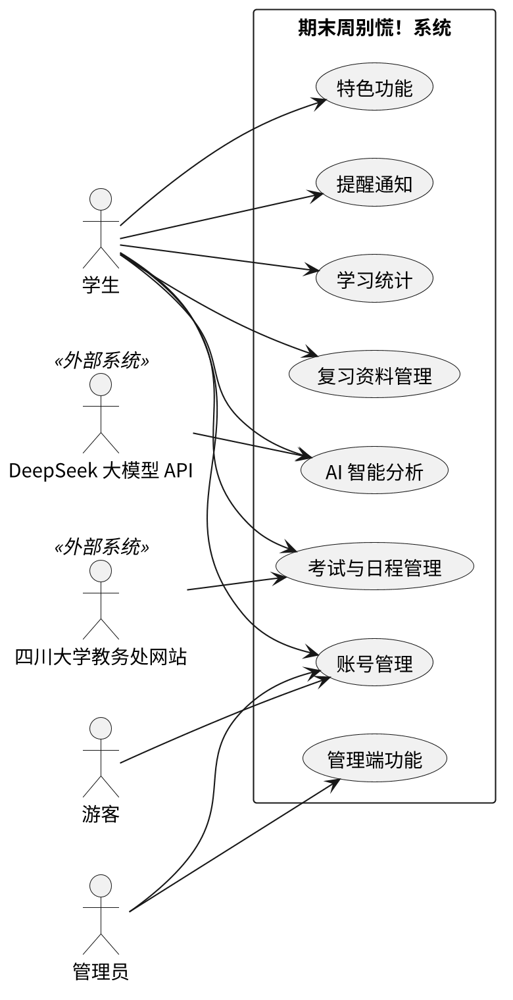 期末周别慌！系统
特色功能
提醒通知
学习统计
学生
«外部系统»
复习资料管理
DeepSeek 大模型 API
AI 智能分析
«外部系统»
考试与日程管理
四川大学教务处网站
账号管理
管理端功能
游客
管理员